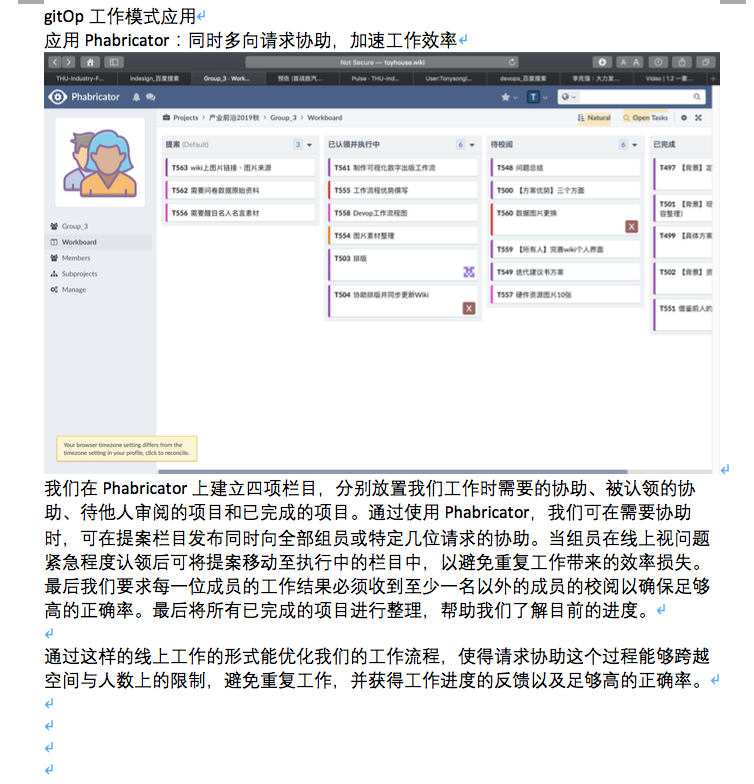 gitOp 工作模式应用
应用 Phabricator：同时多向请求协助，加速工作效率
Not Secure — toyhouse.wiki
THU-Industry-F...
indesign_百度搜索
Group_3 · Work...
Pulse · THU-Ind...
User:Tonysongi...
devops_百度搜索
Video | 1.2 一看...
Phabricator
Projects > 产业前沿2019秋 > Group_3 > Workboard
Natural
Open Tasks
提案 (Default) 3
已认领并执行中 6
待校阅 6
已完成
T563 wiki上图片链接、图片来源
T562 需要问卷数据原始资料
T556 需要醒目名人名言素材
T561 制作可视化数字出版工作流
T555 工作流程优势撰写
T558 Devop工作流程图
T554 图片素材整理
T503 排版
T504 协助排版并同步更新Wiki
T548 问题总结
T500 【方案优势】三个方面
T560 数据图片更换
T559 【所有人】完善wiki个人界面
T549 迭代建议书方案
T557 硬件资源图片10张
T497 【背景】定
T501 【背景】
容整理）
T499 【具体方案
T502 【背景】
T551 借鉴前人的
Group_3
Workboard
Members
Subprojects
Manage
Your browser timezone setting differs from the
timezone setting in your profile, click to reconcile.
我们在 Phabricator 上建立四项栏目，分别放置我们工作时需要的协助、被认领的协
助、待他人审阅的项目和已完成的项目。通过使用 Phabricator，我们可在需要协助
时，可在提案栏目发布同时向全部组员或特定几位请求的协助。当组员在线上视问题
紧急程度认领后可将提案移动至执行中的栏目中，以避免重复工作带来的效率损失。
最后我们要求每一位成员的工作结果必须收到至少一名以外的成员的校阅以确保足够
高的正确率。最后将所有已完成的项目进行整理，帮助我们了解目前的进度。
通过这样的线上工作的形式能优化我们的工作流程，使得请求协助这个过程能够跨越
空间与人数上的限制，避免重复工作，并获得工作进度的反馈以及足够高的正确率。